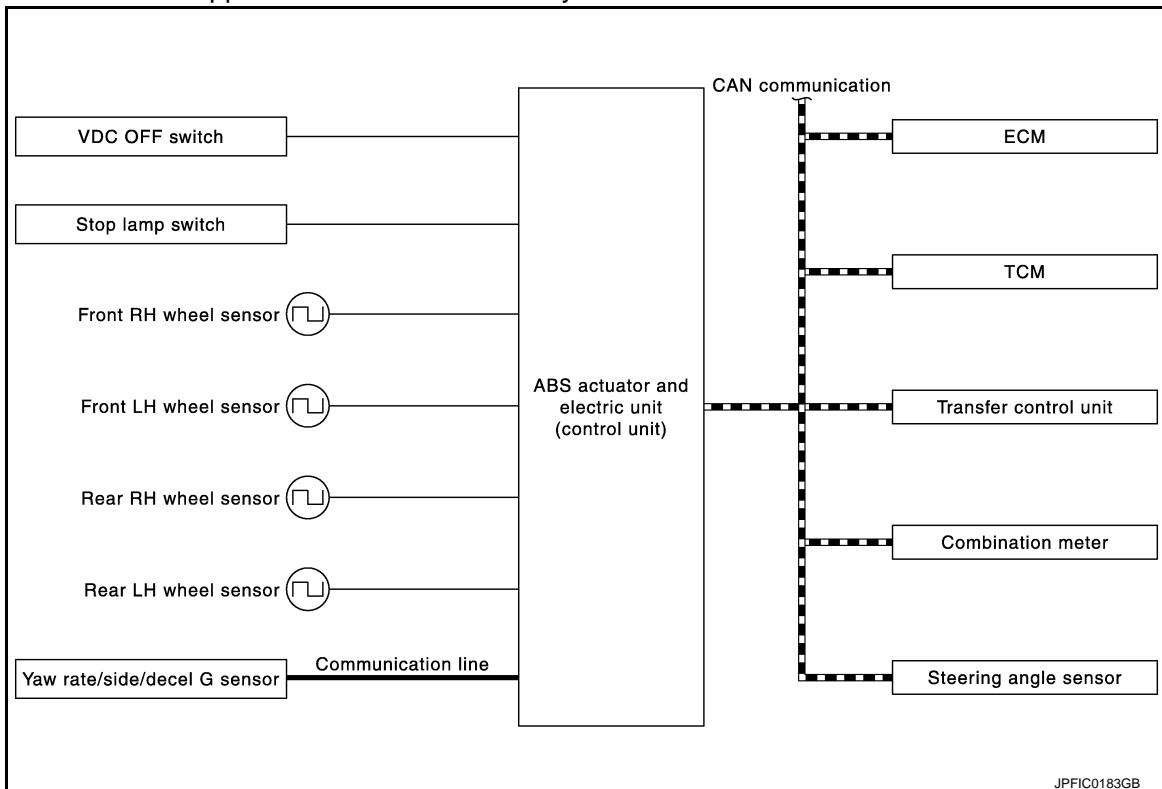 CAN communication
VDC OFF switch
ECM
Stop lamp switch
TCM
Front RH wheel sensor
Front LH wheel sensor
ABS actuator and
electric unit
(control unit)
Transfer control unit
Rear RH wheel sensor
Combination meter
Rear LH wheel sensor
Communication line
Yaw rate/side/decel G sensor
Steering angle sensor
JPFIC0183GB